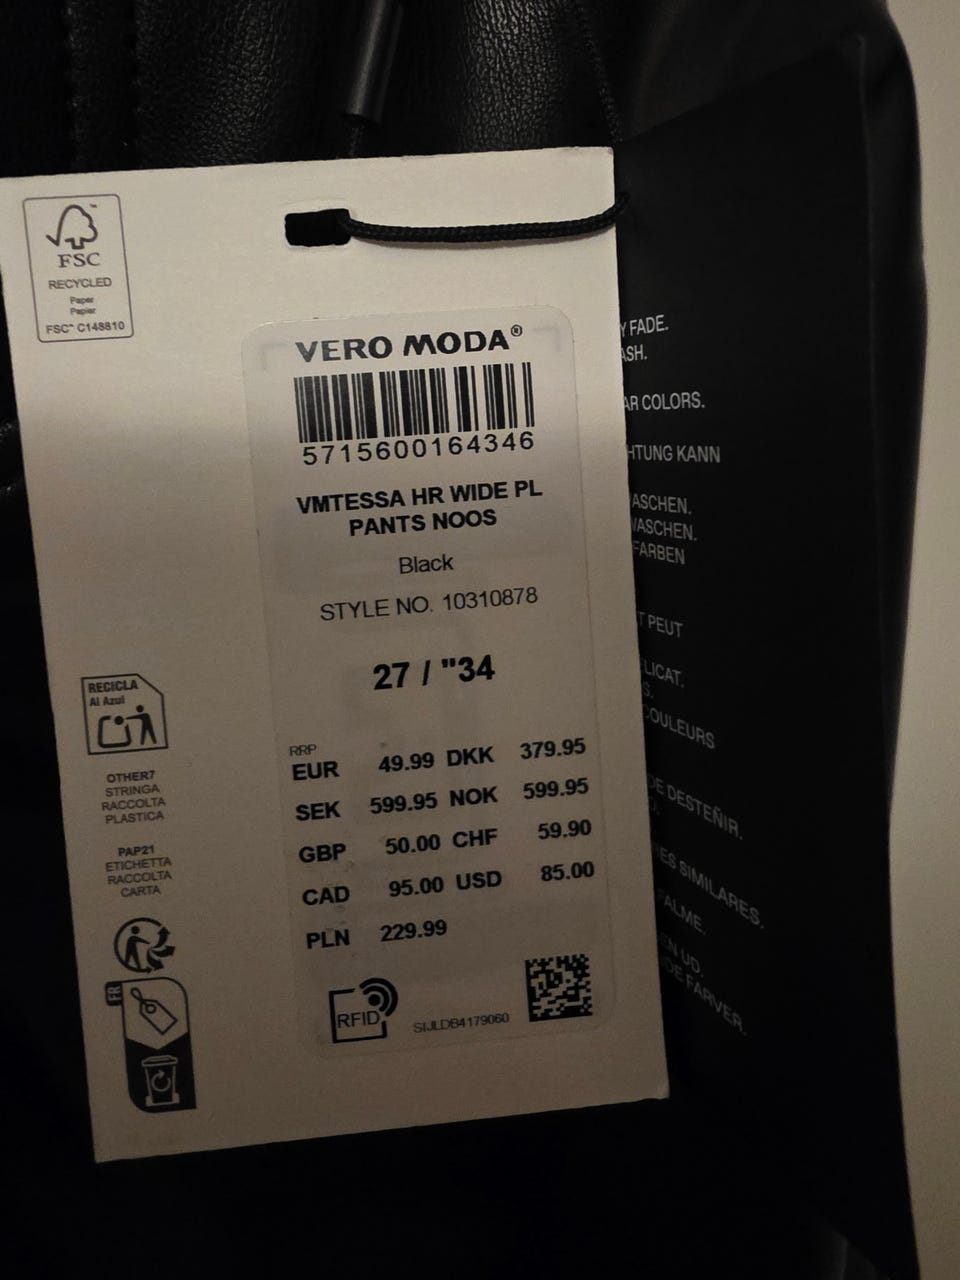 FSC™
RECYCLED
Paper
Papier
FSC™ C148810
VERO MODA®
5715600164346
VMTESSA HR WIDE PL
PANTS NOOS
Black
STYLE NO. 10310878
27 / "34
RRP
EUR 49.99 DKK 379.95
SEK 599.95 NOK 599.95
GBP 50.00 CHF 59.90
CAD 95.00 USD 85.00
PLN 229.99
RFID
SIJLDB4179060
RECICLA
Al Azul
OTHER7
STRINGA
RACCOLTA
PLASTICA
PAP21
ETICHETTA
RACCOLTA
CARTA
FR
Y FADE.
ASH.
AR COLORS.
HTUNG KANN
WASCHEN.
WASCHEN.
FARBEN
T PEUT
LICAT.
S.
COULEURS
DE DESTEÑIR.
O.
ES SIMILARES.
FALME.
EN UD.
DE FARVER.